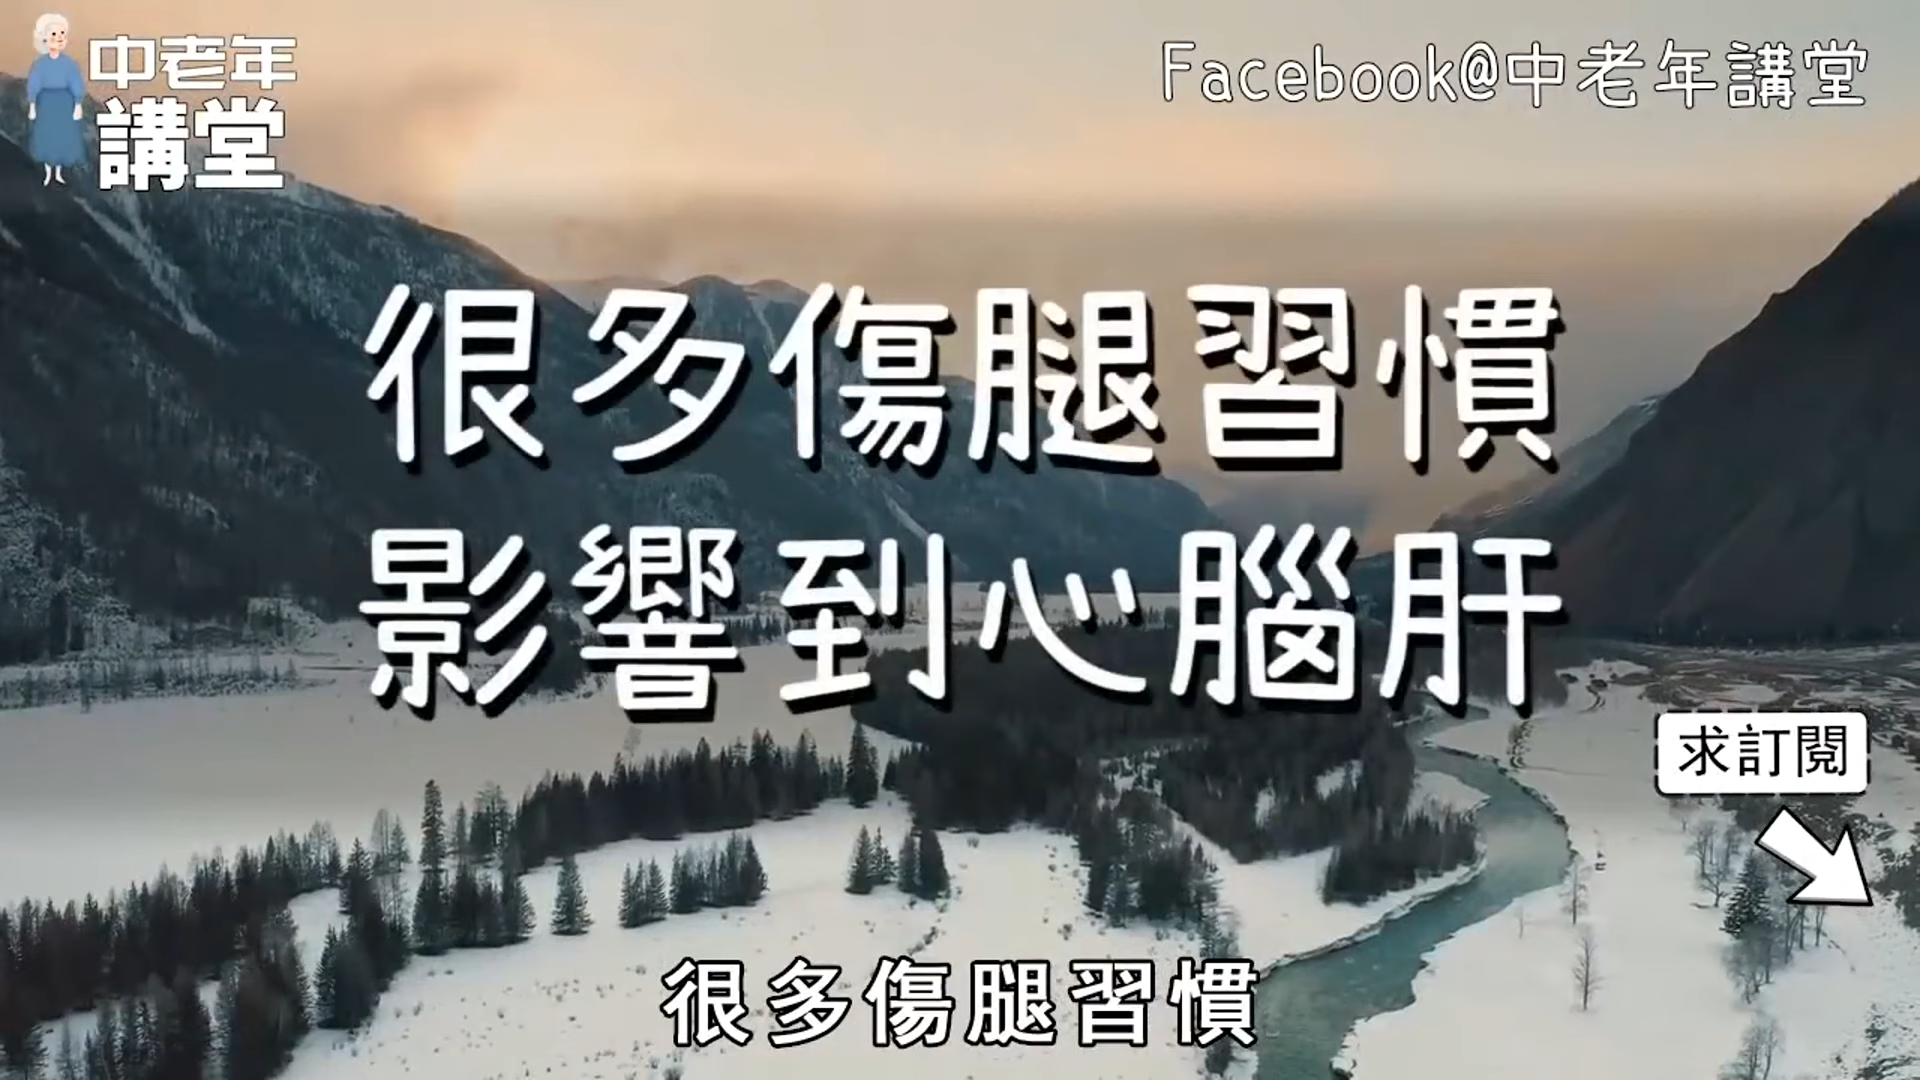 中老年
講堂
Facebook@中老年講堂
很多傷腿習慣
影響到心腦肝
求訂閱
很多傷腿習慣